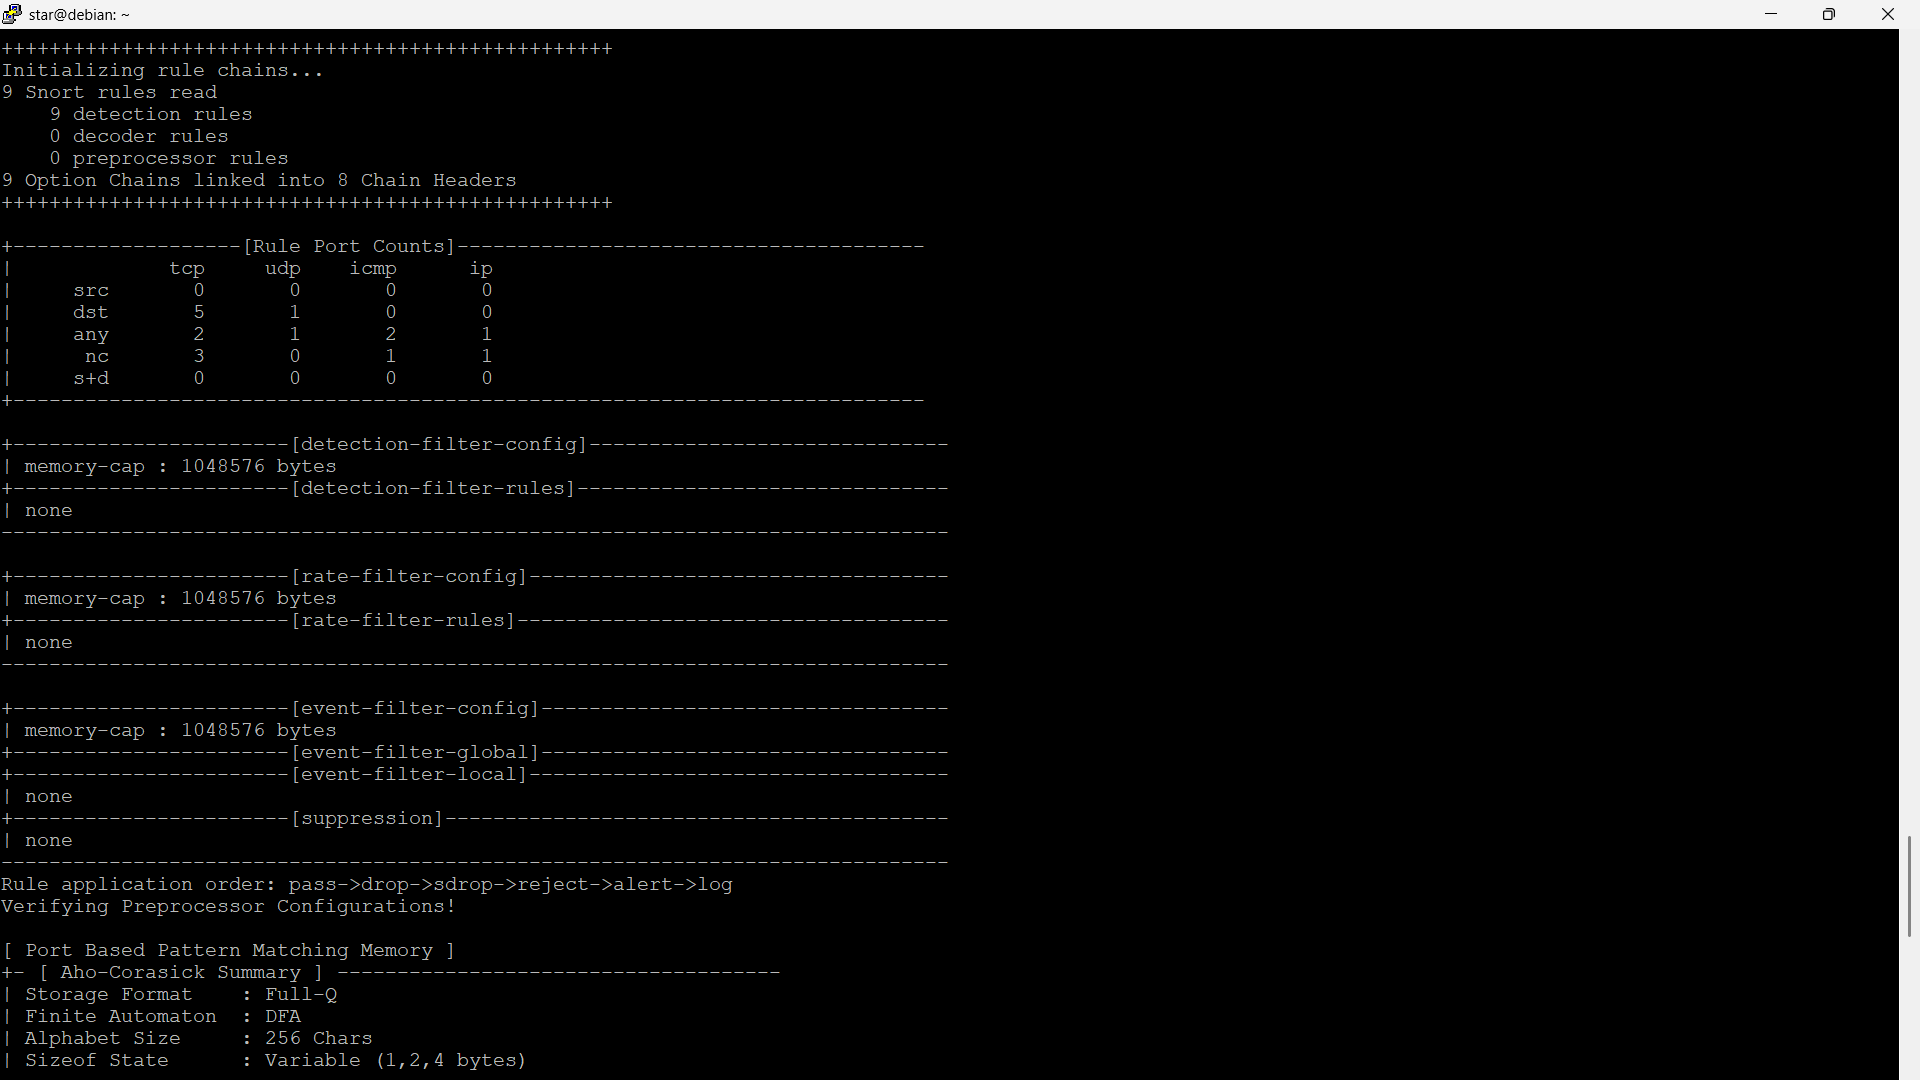 star@debian: ~
+++++++++++++++++++++++++++++++++++++++++++++++++++
Initializing rule chains...
9 Snort rules read
    9 detection rules
    0 decoder rules
    0 preprocessor rules
9 Option Chains linked into 8 Chain Headers
+++++++++++++++++++++++++++++++++++++++++++++++++++
+-------------------[Rule Port Counts]---------------------------------------
|             tcp     udp    icmp      ip
|     src       0       0       0       0
|     dst       5       1       0       0
|     any       2       1       2       1
|      nc       3       0       1       1
|     s+d       0       0       0       0
+----------------------------------------------------------------------------
+-----------------------[detection-filter-config]------------------------------
| memory-cap : 1048576 bytes
+-----------------------[detection-filter-rules]-------------------------------
| none
-------------------------------------------------------------------------------
+-----------------------[rate-filter-config]-----------------------------------
| memory-cap : 1048576 bytes
+-----------------------[rate-filter-rules]------------------------------------
| none
-------------------------------------------------------------------------------
+-----------------------[event-filter-config]----------------------------------
| memory-cap : 1048576 bytes
+-----------------------[event-filter-global]----------------------------------
+-----------------------[event-filter-local]-----------------------------------
| none
+-----------------------[suppression]------------------------------------------
| none
-------------------------------------------------------------------------------
Rule application order: pass->drop->sdrop->reject->alert->log
Verifying Preprocessor Configurations!
[ Port Based Pattern Matching Memory ]
+- [ Aho-Corasick Summary ] -------------------------------------
| Storage Format    : Full-Q
| Finite Automaton  : DFA
| Alphabet Size     : 256 Chars
| Sizeof State      : Variable (1,2,4 bytes)